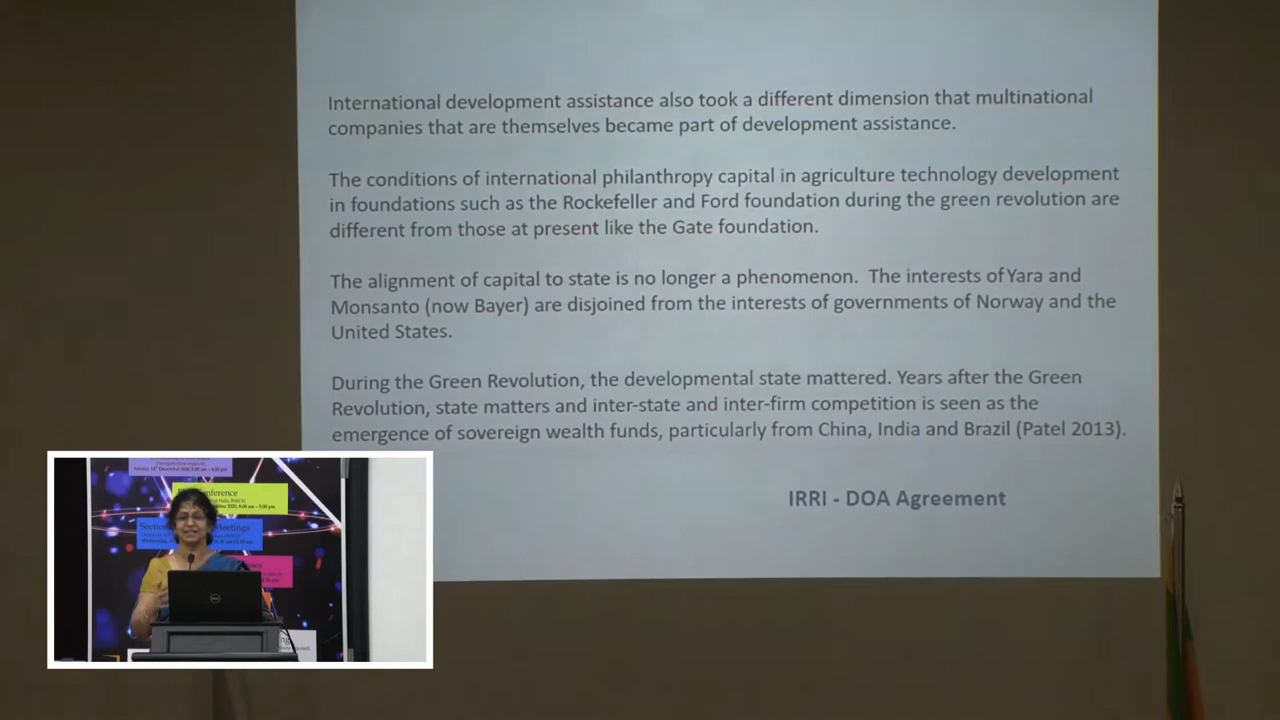 International development assistance also took a different dimension that multinational
companies that are themselves became part of development assistance.
The conditions of international philanthropy capital in agriculture technology development
in foundations such as the Rockefeller and Ford foundation during the green revolution are
different from those at present like the Gate foundation.
The alignment of capital to state is no longer a phenomenon. The interests of Yara and
Monsanto (now Bayer) are disjoined from the interests of governments of Norway and the
United States.
During the Green Revolution, the developmental state mattered. Years after the Green
Revolution, state matters and inter-state and inter-firm competition is seen as the
emergence of sovereign wealth funds, particularly from China, India and Brazil (Patel 2013).
IRRI - DOA Agreement
Meetings
DELL